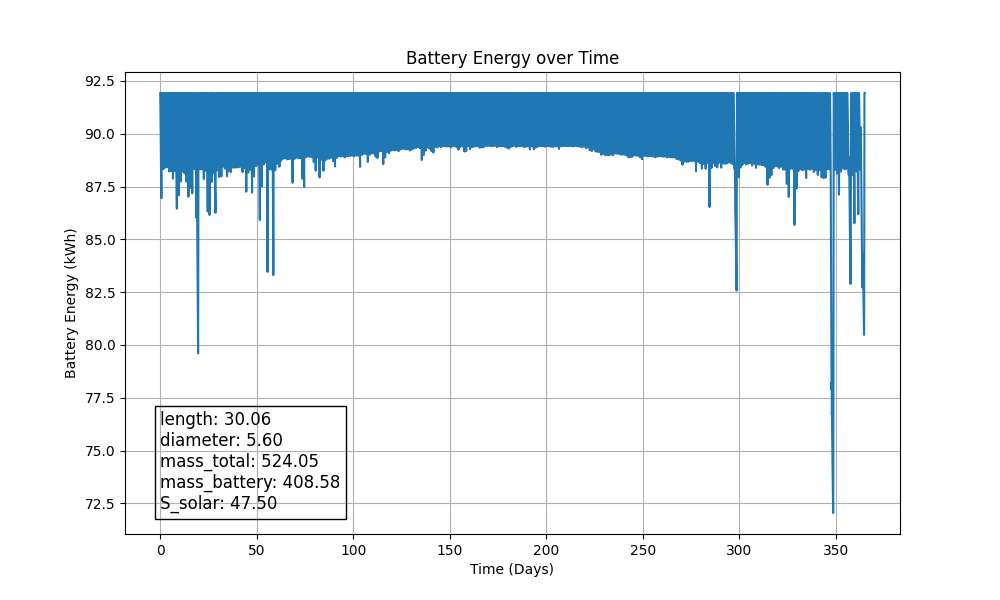 Battery Energy over Time
Battery Energy (kWh)
92.5
90.0
87.5
85.0
82.5
80.0
77.5
75.0
72.5
length: 30.06
diameter: 5.60
mass_total: 524.05
mass_battery: 408.58
S_solar: 47.50
0 50 100 150 200 250 300 350
Time (Days)